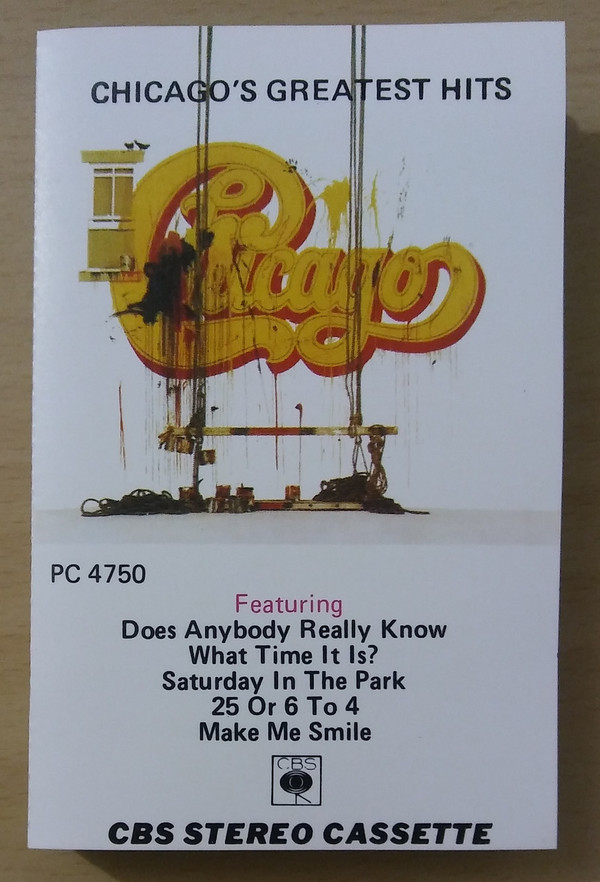 CHICAGO'S GREATEST HITS
Chicago
PC 4750
Featuring
Does Anybody Really Know
What Time It Is?
Saturday In The Park
25 Or 6 To 4
Make Me Smile
CBS
CBS STEREO CASSETTE